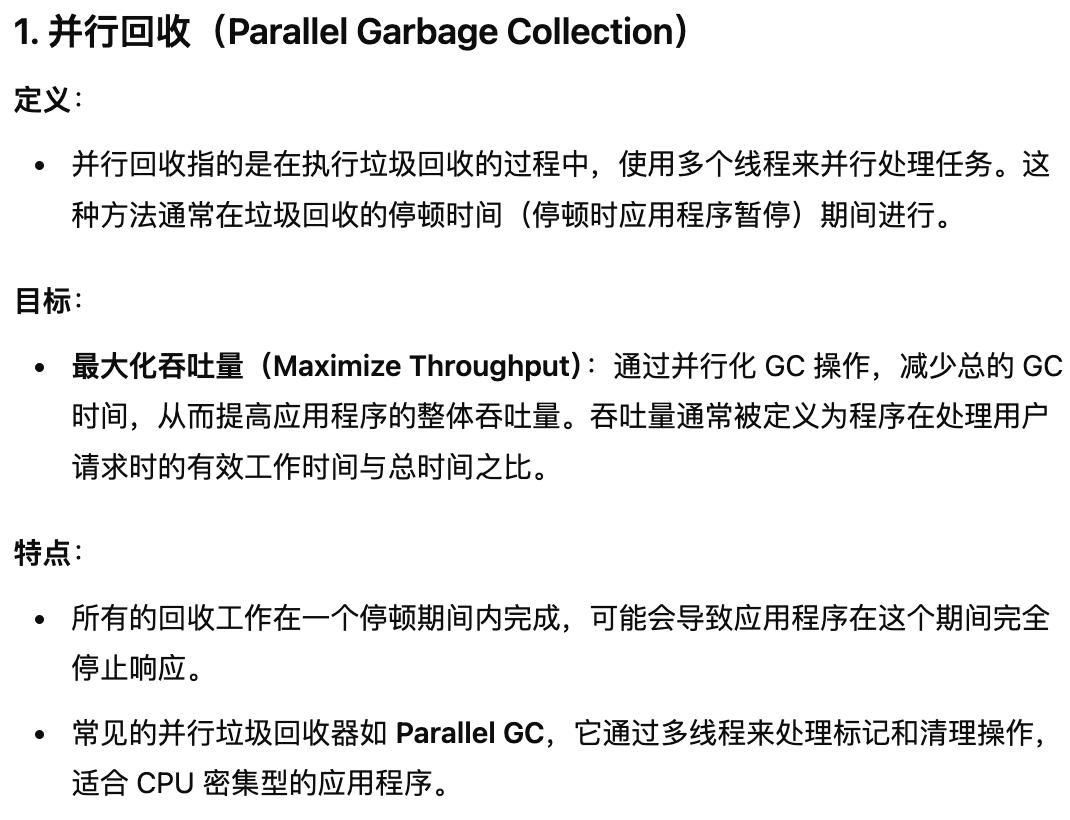 1. 并行回收（Parallel Garbage Collection）
定义：
• 并行回收指的是在执行垃圾回收的过程中，使用多个线程来并行处理任务。这
种方法通常在垃圾回收的停顿时间（停顿时应用程序暂停）期间进行。
目标：
• 最大化吞吐量（Maximize Throughput）：通过并行化 GC 操作，减少总的 GC
时间，从而提高应用程序的整体吞吐量。吞吐量通常被定义为程序在处理用户
请求时的有效工作时间与总时间之比。
特点：
• 所有的回收工作在一个停顿期间内完成，可能会导致应用程序在这个期间完全
停止响应。
• 常见的并行垃圾回收器如 Parallel GC，它通过多线程来处理标记和清理操作，
适合 CPU 密集型的应用程序。